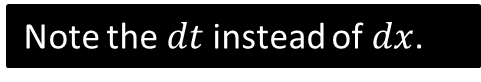 Note the dt instead of dx.